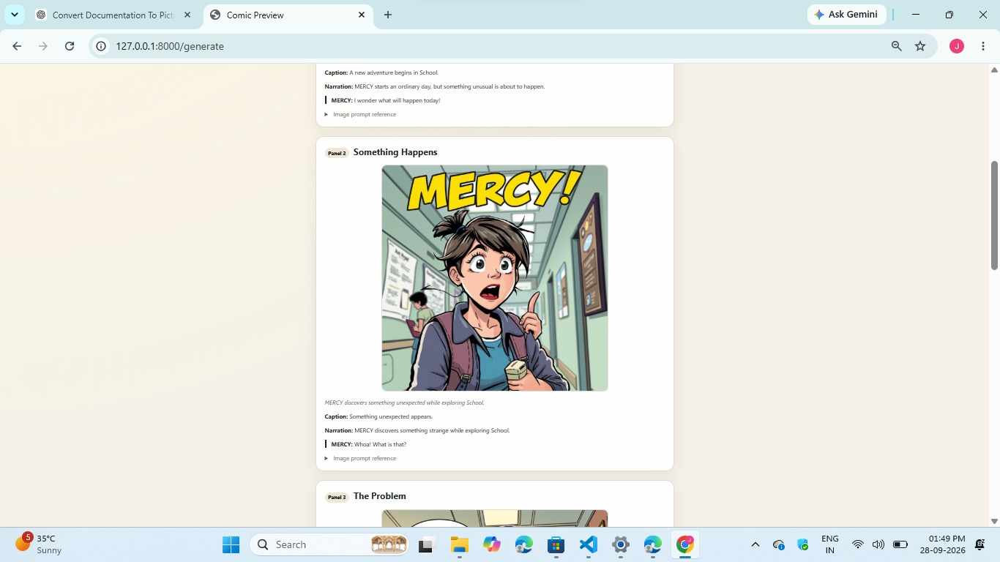 Convert Documentation To Pict
Comic Preview
Ask Gemini
127.0.0.1:8000/generate
J
Caption: A new adventure begins in School.
Narration: MERCY starts an ordinary day, but something unusual is about to happen.
MERCY: I wonder what will happen today!
Image prompt reference
Panel 2 Something Happens
MERCY!
MERCY discovers something unexpected while exploring School.
Caption: Something unexpected appears.
Narration: MERCY discovers something strange while exploring School.
MERCY: Whoa! What is that?
Image prompt reference
Panel 3 The Problem
5
35°C
Sunny
Search
ENG
IN
01:49 PM
28-09-2026